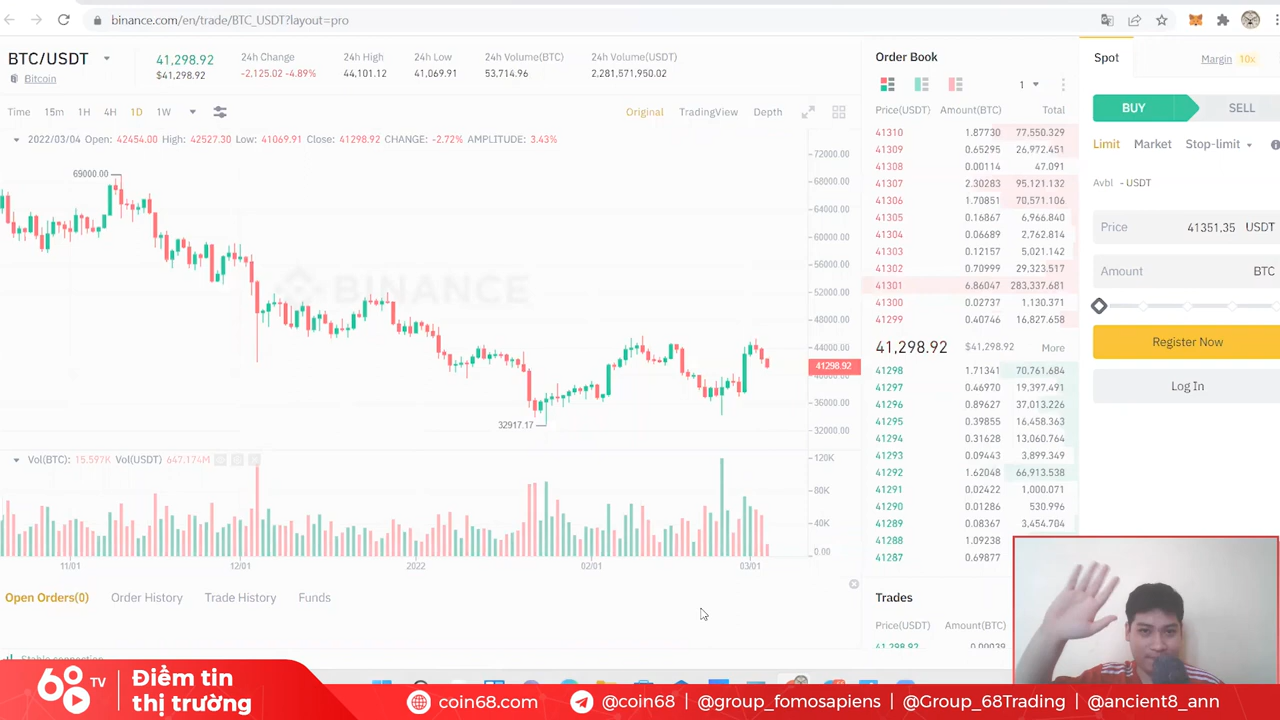 binance.com/en/trade/BTC_USDT?layout=pro
BTC/USDT
Bitcoin
41,298.92
$41,298.92
24h Change
-2,125.02 -4.89%
24h High
44,101.12
24h Low
41,069.91
24h Volume(BTC)
53,714.96
24h Volume(USDT)
2,281,571,950.02
Time 15m 1H 4H 1D 1W
Original TradingView Depth
2022/03/04 Open: 42454.00 High: 42527.30 Low: 41069.91 Close: 41298.92 CHANGE: -2.72% AMPLITUDE: 3.43%
BINANCE
69000.00
32917.17
72000.00
68000.00
64000.00
60000.00
56000.00
52000.00
48000.00
44000.00
41298.92
40000.00
36000.00
32000.00
Vol(BTC): 15.597K Vol(USDT) 647.174M
120K
80K
40K
0.00
11/01 12/01 2022 02/01 03/01
Open Orders(0) Order History Trade History Funds
Order Book
1
Price(USDT) Amount(BTC) Total
41310 1.87730 77,550.329
41309 0.65295 26,972.451
41308 0.00114 47.091
41307 2.30283 95,121.132
41306 1.70851 70,571.106
41305 0.16867 6,966.840
41304 0.06689 2,762.814
41303 0.12157 5,021.142
41302 0.70999 29,323.517
41301 6.86047 283,337.681
41300 0.02737 1,130.371
41299 0.40746 16,827.658
41,298.92 $41,298.92 More
41298 1.71341 70,761.684
41297 0.46970 19,397.491
41296 0.89627 37,013.226
41295 0.39855 16,458.363
41294 0.31628 13,060.764
41293 0.09443 3,899.349
41292 1.62048 66,913.538
41291 0.02422 1,000.071
41290 0.01286 530.996
41289 0.08367 3,454.704
41288 1.09238
41287 0.69877
Trades
Price(USDT) Amount(BTC)
41,298.92 0.00039
Spot Margin 10x
BUY SELL
Limit Market Stop-limit
Avbl - USDT
Price 41351,35 USDT
Amount BTC
Register Now
Log In
Stable connection
68 TV
Điểm tin
thị trường
coin68.com @coin68 | @group_fomosapiens | @Group_68Trading | @ancient8_ann